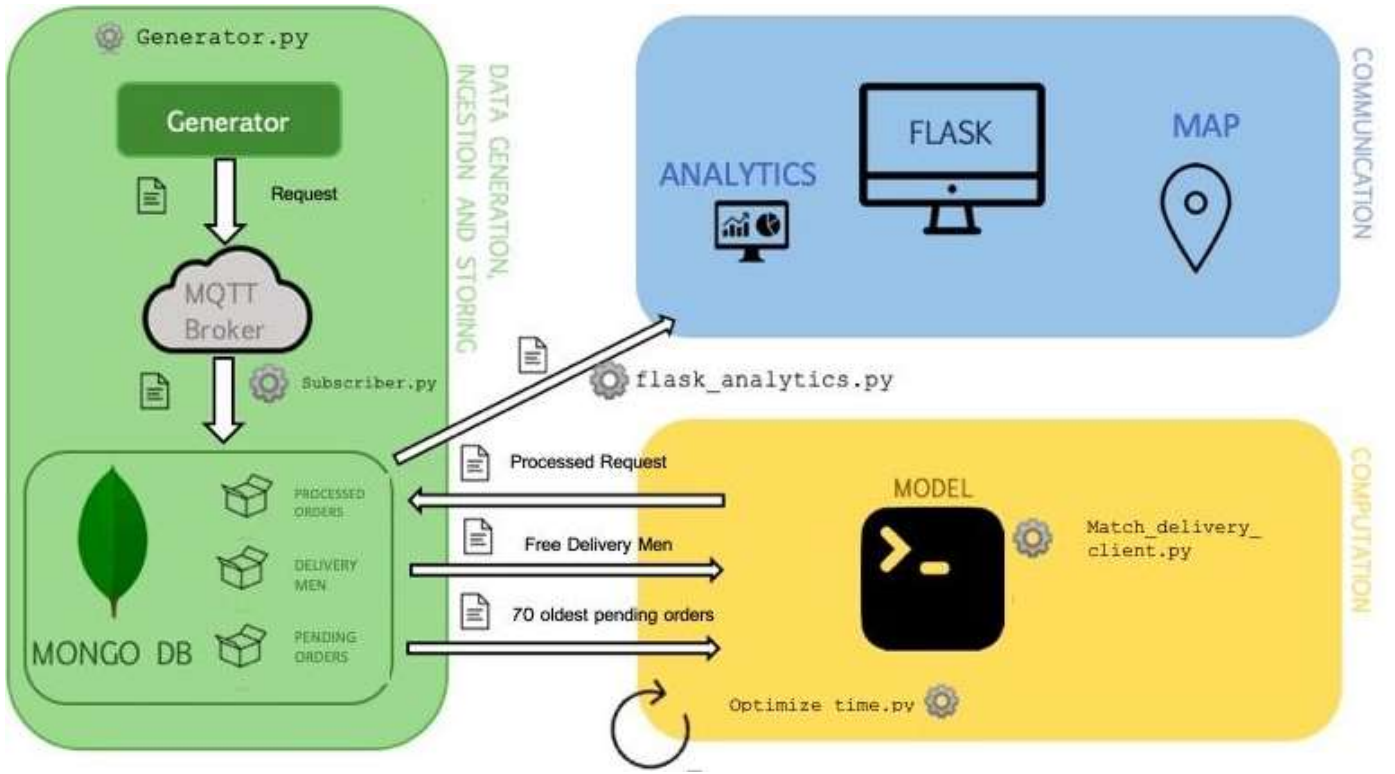 Generator.py
Generator
Request
MQTT
Broker
Subscriber.py
DATA GENERATION,
INGESTION AND STORING
MONGO DB
PROCESSED
ORDERS
DELIVERY
MEN
PENDING
ORDERS
COMMUNICATION
ANALYTICS
FLASK
MAP
flask_analytics.py
Processed Request
Free Delivery Men
70 oldest pending orders
COMPUTATION
MODEL
Match_delivery_
client.py
Optimize time.py